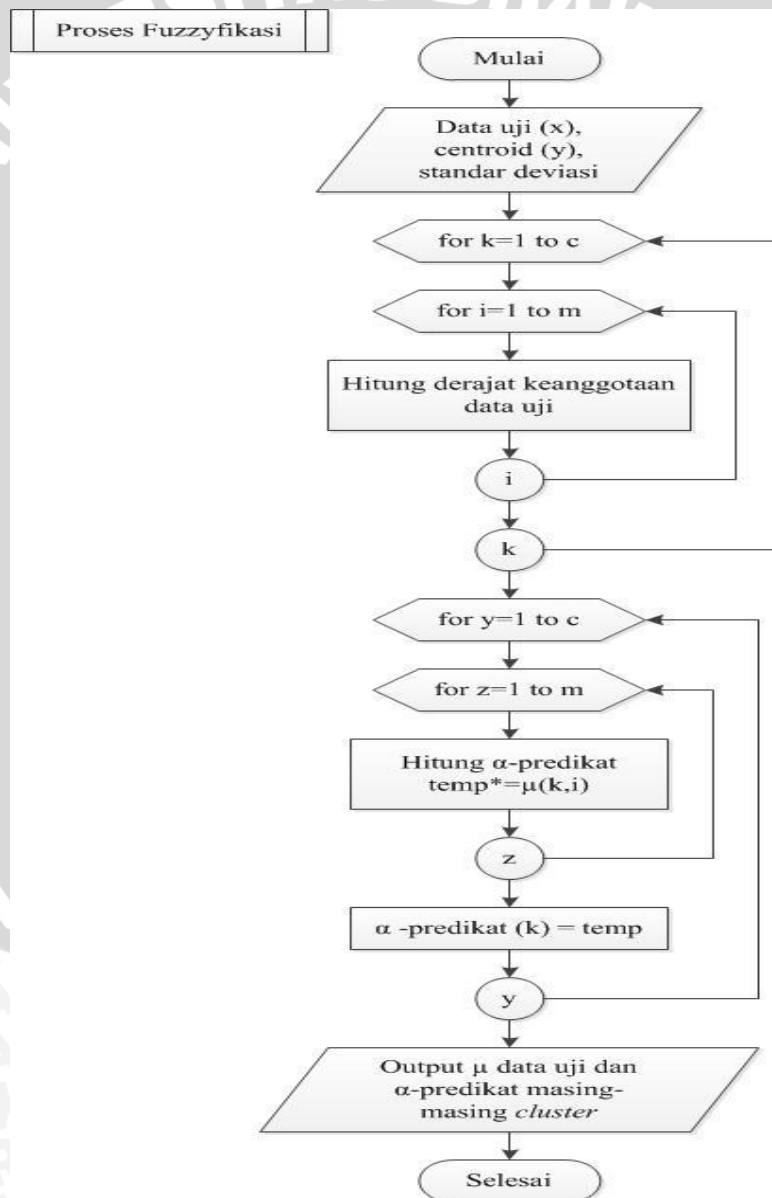 Proses Fuzzyfikasi
Mulai
Data uji (x),
centroid (y),
standar deviasi
for k=1 to c
for i=1 to m
Hitung derajat keanggotaan
data uji
i
k
for y=1 to c
for z=1 to m
Hitung α-predikat
temp*=μ(k,i)
z
α -predikat (k) = temp
y
Output μ data uji dan
α-predikat masing-
masing cluster
Selesai